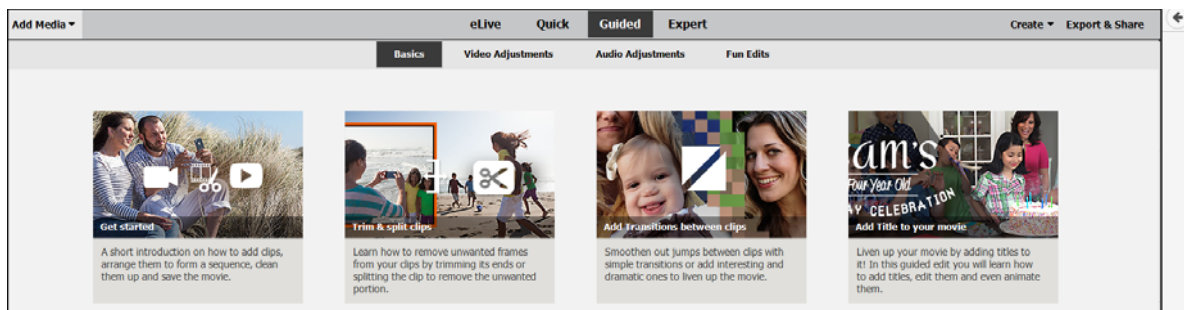 Add Media
eLive Quick Guided Expert
Create Export & Share
Basics Video Adjustments Audio Adjustments Fun Edits
am's
Four Year Old
AY CELEBRATION
Get started
Trim & split clips
Add Transitions between clips
Add Title to your movie
A short introduction on how to add clips,
arrange them to form a sequence, clean
them up and save the movie.
Learn how to remove unwanted frames
from your clips by trimming its ends or
splitting the clip to remove the unwanted
portion.
Smoothen out jumps between clips with
simple transitions or add interesting and
dramatic ones to liven up the movie.
Liven up your movie by adding titles to
it! In this guided edit you will learn how
to add titles, edit them and even animate
them.